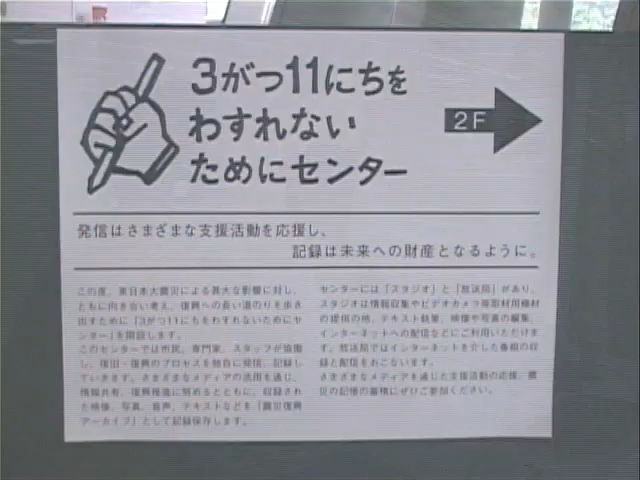 3がつ11にちを
わすれない
ためにセンター
2F
発信はさまざまな支援活動を応援し、
記録は未来への財産となるように。
この度、東日本大震災による甚大な影響に対し、
ともに向き合い考え、復興への長い道のりを歩き
出すために「3がつ11にちをわすれないためにセ
ンター」を開設します。
このセンターでは市民、専門家、スタッフが協働
し、復旧・復興のプロセスを独自に発信、記録し
ていきます。さまざまなメディアの活用を通じ、
情報共有、復興推進に努めるとともに、収録され
た映像、写真、音声、テキストなどを「震災復興
アーカイブ」として記録保存します。
センターには「スタジオ」と「放送局」があり、
スタジオは情報収集やビデオカメラ等取材用機材
の提供の他、テキスト執筆、映像や写真の編集、
インターネットへの配信などにご利用いただけま
す。放送局ではインターネットを介した番組の収
録と配信をおこないます。
さまざまなメディアを通じた支援活動の応援、震
災の記憶の蓄積にぜひご参加ください。